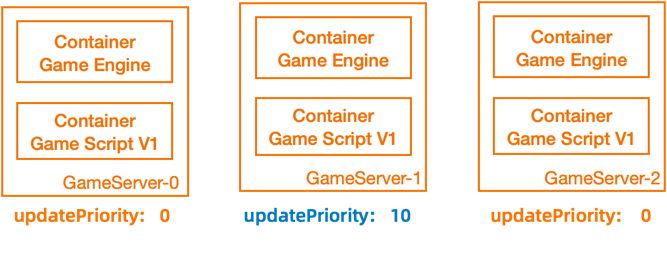 Container
Game Engine
Container
Game Script V1
GameServer-0
updatePriority: 0
Container
Game Engine
Container
Game Script V1
GameServer-1
updatePriority: 10
Container
Game Engine
Container
Game Script V1
GameServer-2
updatePriority: 0